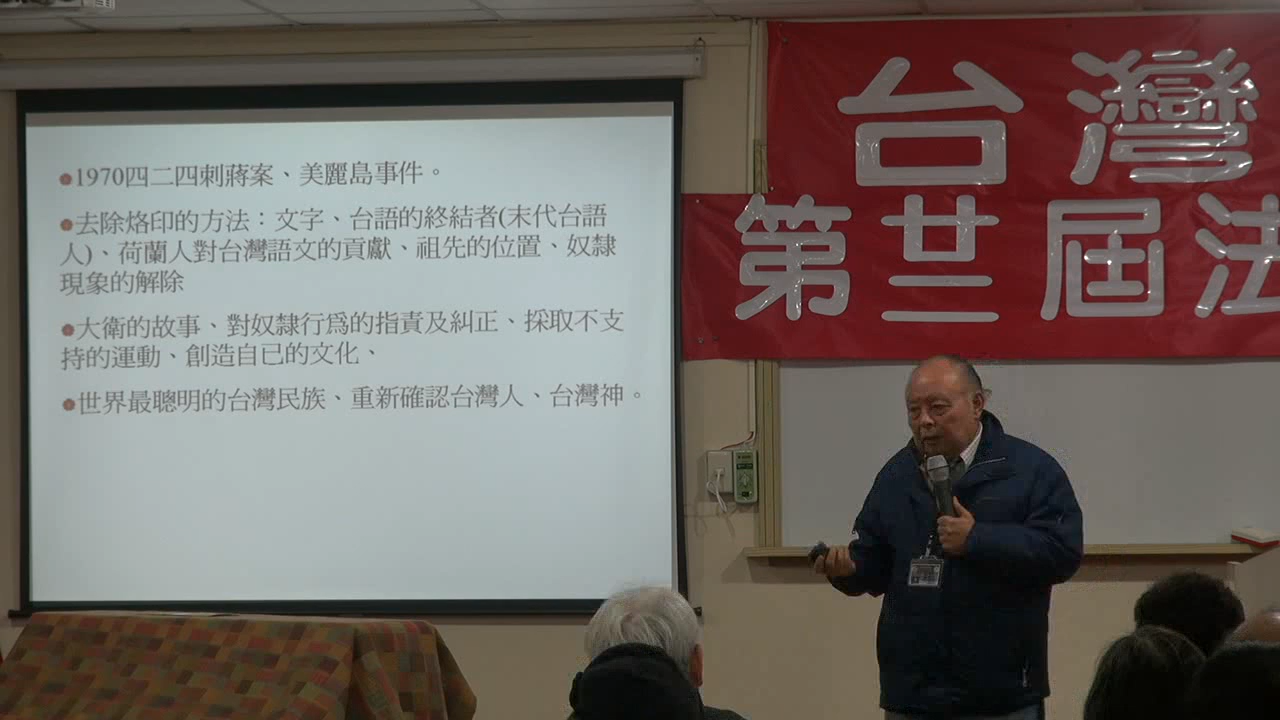 1970四二四刺蔣案、美麗島事件。
去除烙印的方法：文字、台語的終結者(末代台語
人)、荷蘭人對台灣語文的貢獻、祖先的位置、奴隸
現象的解除
大衛的故事、對奴隸行為的指責及糾正、採取不支
持的運動、創造自己的文化、
世界最聰明的台灣民族、重新確認台灣人、台灣神。
台灣
第廿二屆法